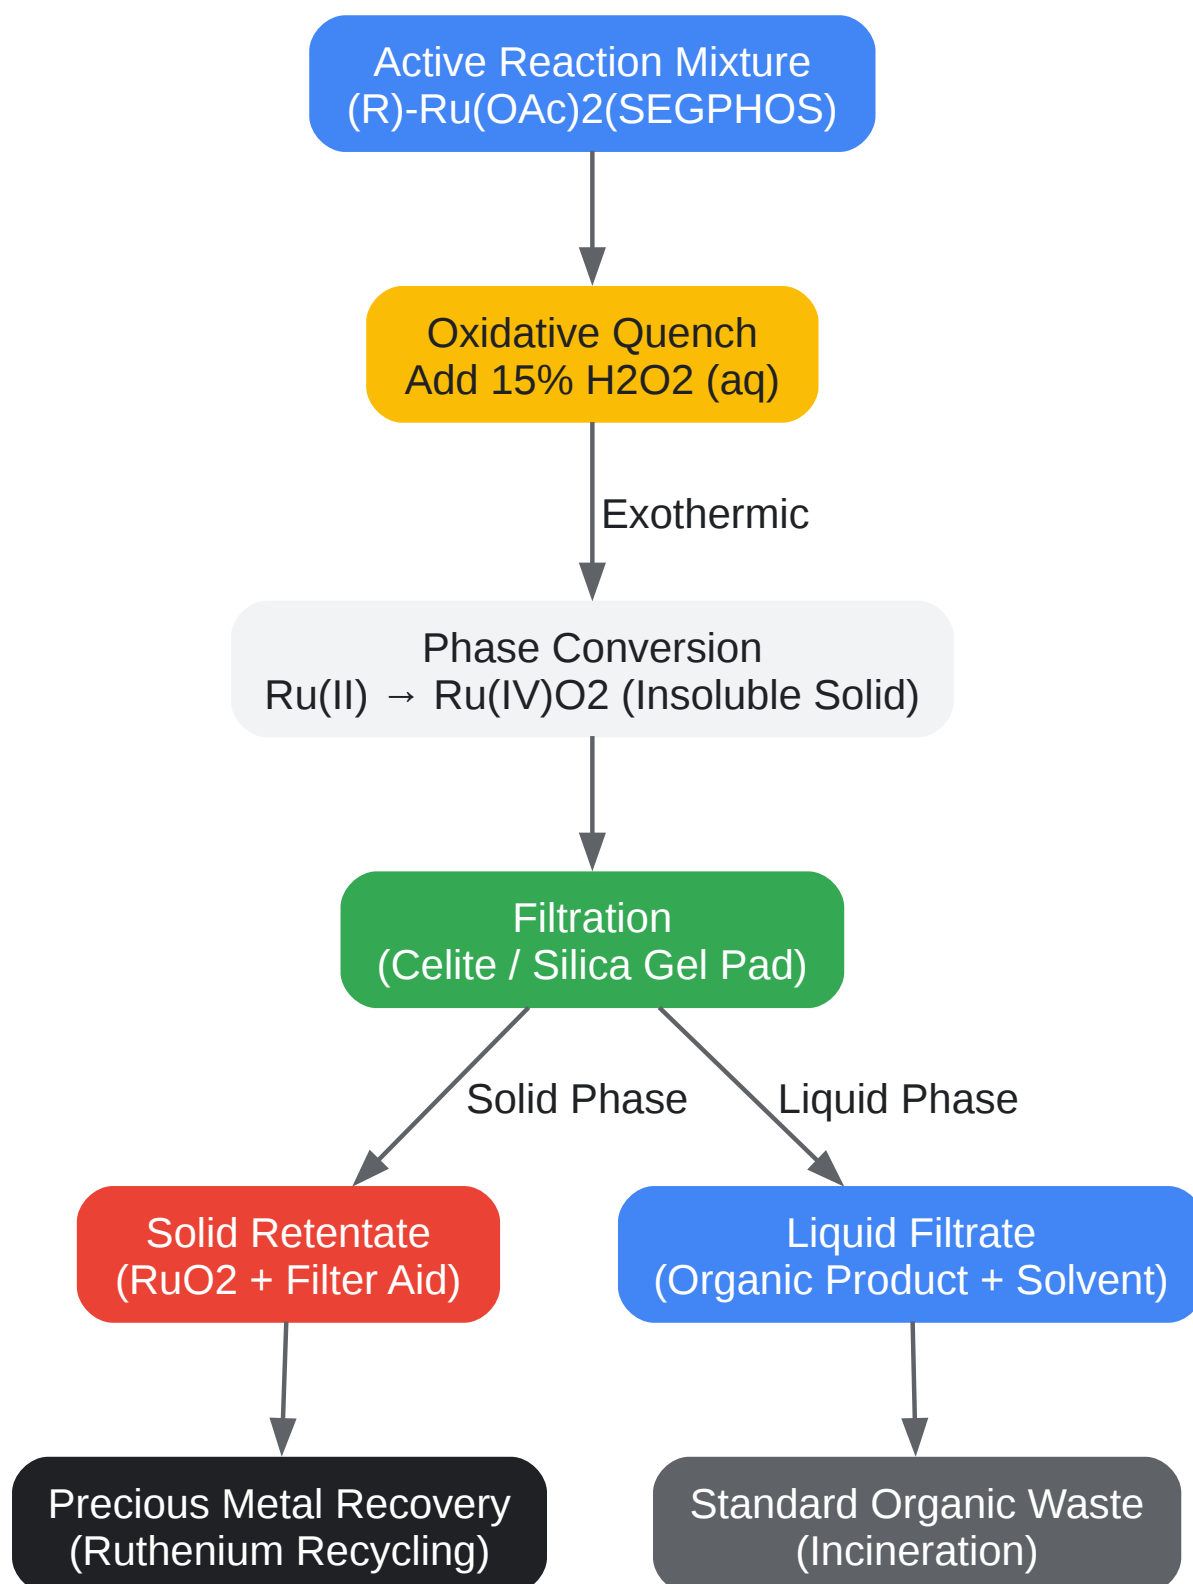 Active Reaction Mixture
(R)-Ru(OAc)2(SEGPHOS)
Oxidative Quench
Add 15% H2O2 (aq)
Exothermic
Phase Conversion
Ru(II) → Ru(IV)O2 (Insoluble Solid)
Filtration
(Celite / Silica Gel Pad)
Solid Phase
Liquid Phase
Solid Retentate
(RuO2 + Filter Aid)
Liquid Filtrate
(Organic Product + Solvent)
Precious Metal Recovery
(Ruthenium Recycling)
Standard Organic Waste
(Incineration)